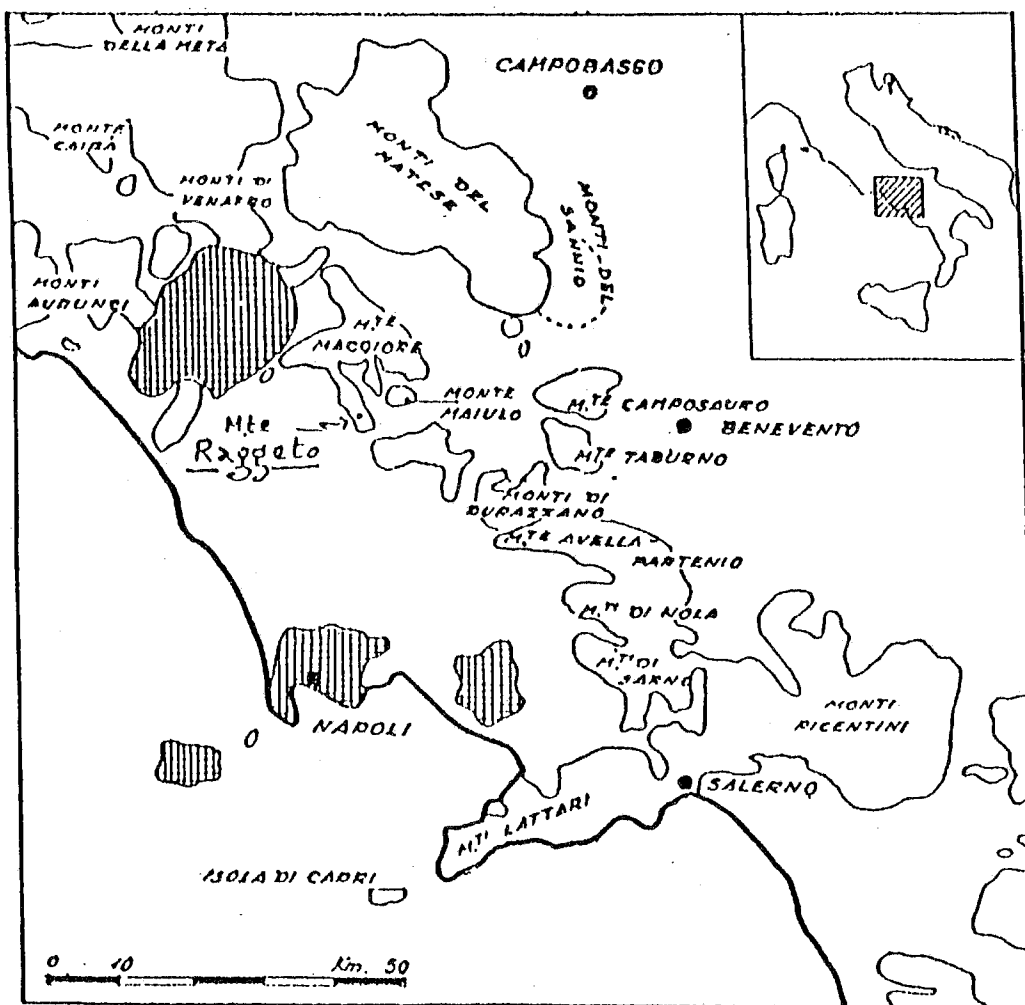 MONTI
DELLA META
CAMPOBASSO
MONTE
CAIRA
MONTI DI
VENAFRO
MONTI DEL
MATESE
MONTI-DEL
SANNIO
MONTI
AURUNCI
M.TE
MAGGIORE
MONTE
MAIULO
M.TE CAMPOSAURO
BENEVENTO
M.te
Raggeto
M.TE TABURNO
MONTI DI
DURAZZANO
M.TE AVELLA
PARTENIO
M.TI DI NOLA
M.TI DI
SARNO
MONTI
PICENTINI
NAPOLI
SALERNO
M.TI LATTARI
ISOLA DI CAPRI
0 10 Km. 50